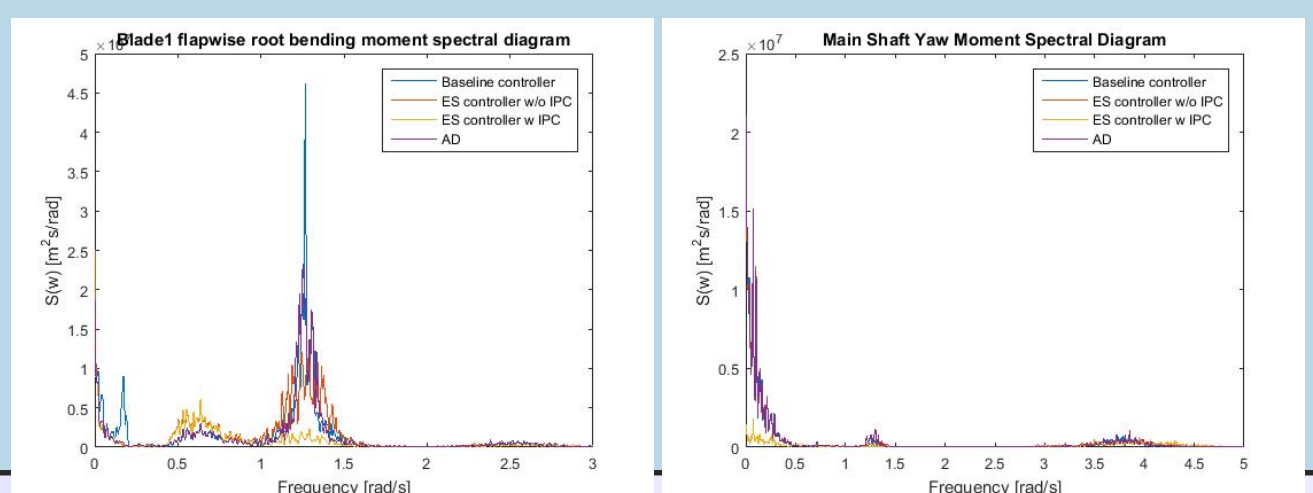 Blade1 flapwise root bending moment spectral diagram
5
4.5
4
3.5
3
2.5
2
1.5
1
0.5
0
S(w) [m²s/rad]
Baseline controller
ES controller w/o IPC
ES controller w IPC
AD
0 0.5 1 1.5 2 2.5 3
Frequency [rad/s]
Main Shaft Yaw Moment Spectral Diagram
×10⁷
2.5
2
1.5
1
0.5
0
S(w) [m²s/rad]
Baseline controller
ES controller w/o IPC
ES controller w IPC
AD
0 0.5 1 1.5 2 2.5 3 3.5 4 4.5 5
Frequency [rad/s]